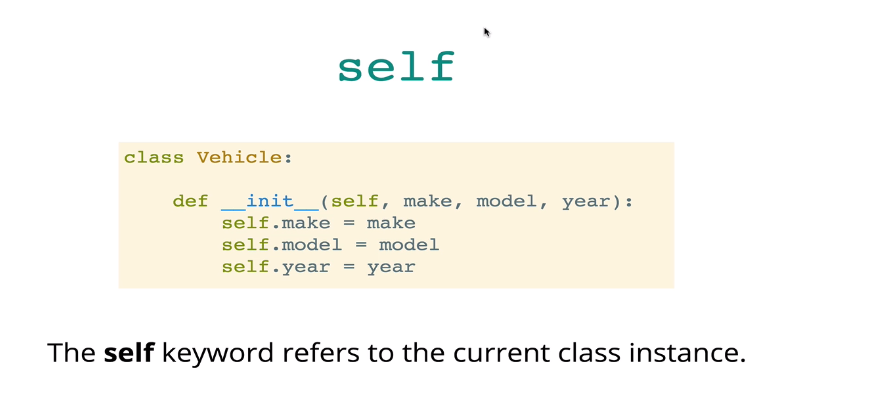 self
class Vehicle:
    def __init__(self, make, model, year):
        self.make = make
        self.model = model
        self.year = year
The self keyword refers to the current class instance.